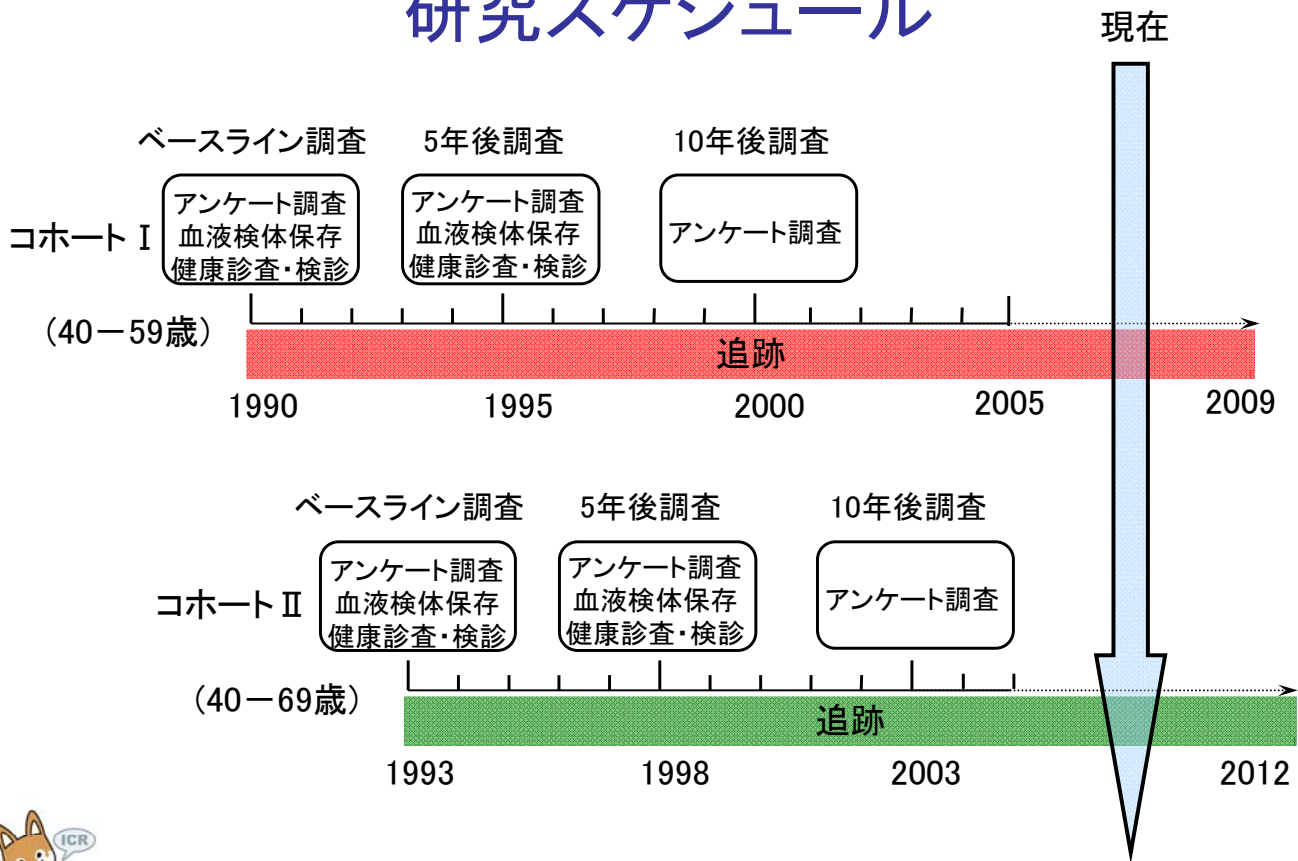 研究スケジュール
現在
ベースライン調査
5年後調査
10年後調査
コホート Ⅰ
アンケート調査
血液検体保存
健康診査・検診
アンケート調査
血液検体保存
健康診査・検診
アンケート調査
(40－59歳)
追跡
1990
1995
2000
2005
2009
ベースライン調査
5年後調査
10年後調査
コホート Ⅱ
アンケート調査
血液検体保存
健康診査・検診
アンケート調査
血液検体保存
健康診査・検診
アンケート調査
(40－69歳)
追跡
1993
1998
2003
2012
ICR